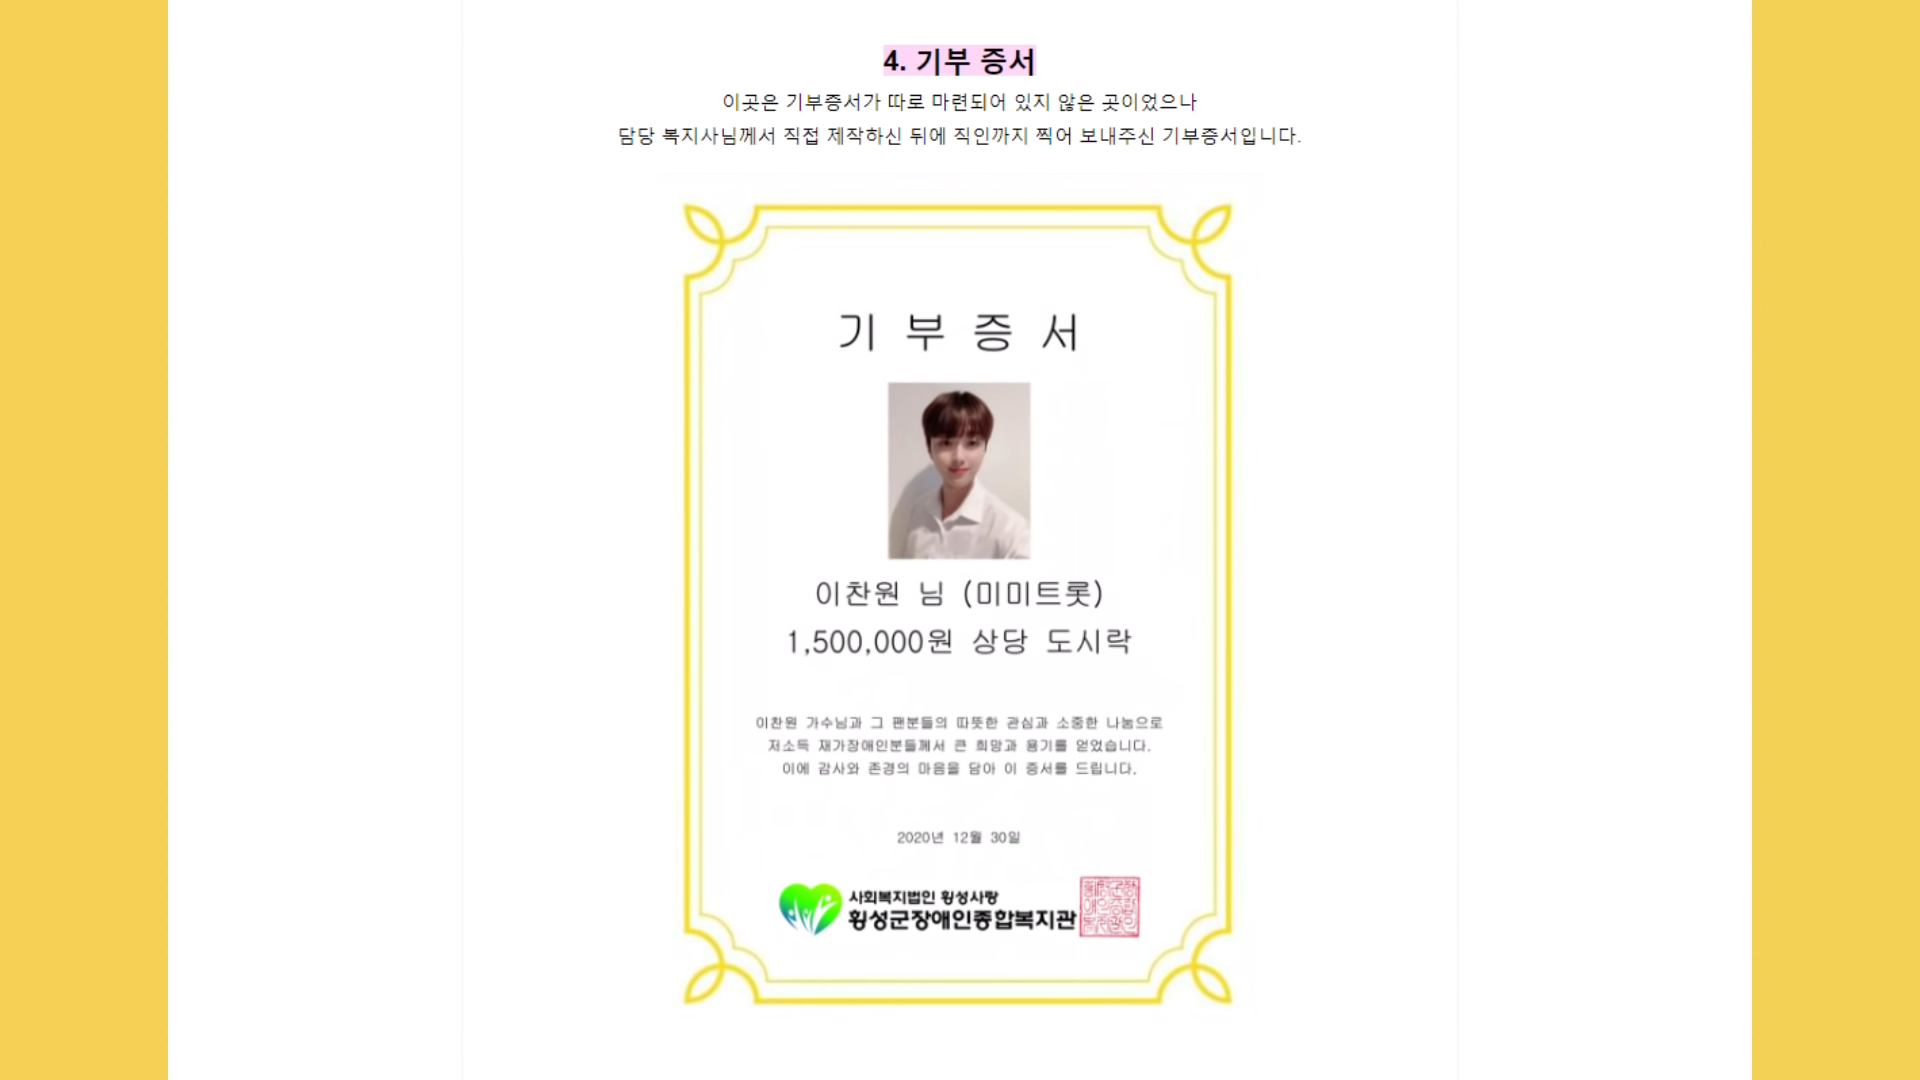 4. 기부 증서
이곳은 기부증서가 따로 마련되어 있지 않은 곳이었으나
담당 복지사님께서 직접 제작하신 뒤에 직인까지 찍어 보내주신 기부증서입니다.
기 부 증 서
이찬원 님 (미미트롯)
1,500,000원 상당 도시락
이찬원 가수님과 그 팬분들의 따뜻한 관심과 소중한 나눔으로
저소득 재가장애인분들께서 큰 희망과 용기를 얻었습니다.
이에 감사와 존경의 마음을 담아 이 증서를 드립니다.
2020년 12월 30일
사회복지법인 횡성사랑
횡성군장애인종합복지관